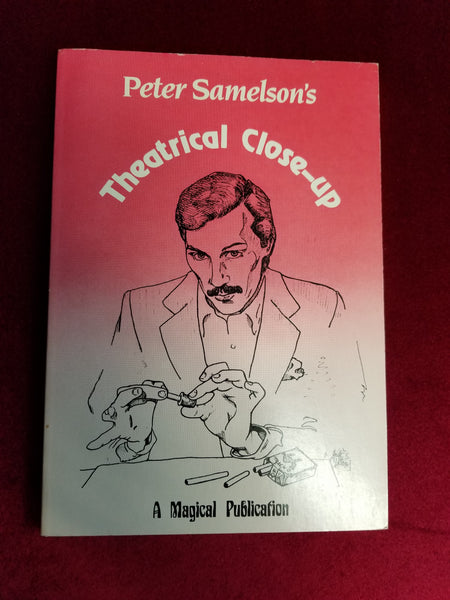 Peter Samelson's
Theatrical Close-up
A Magical Publication